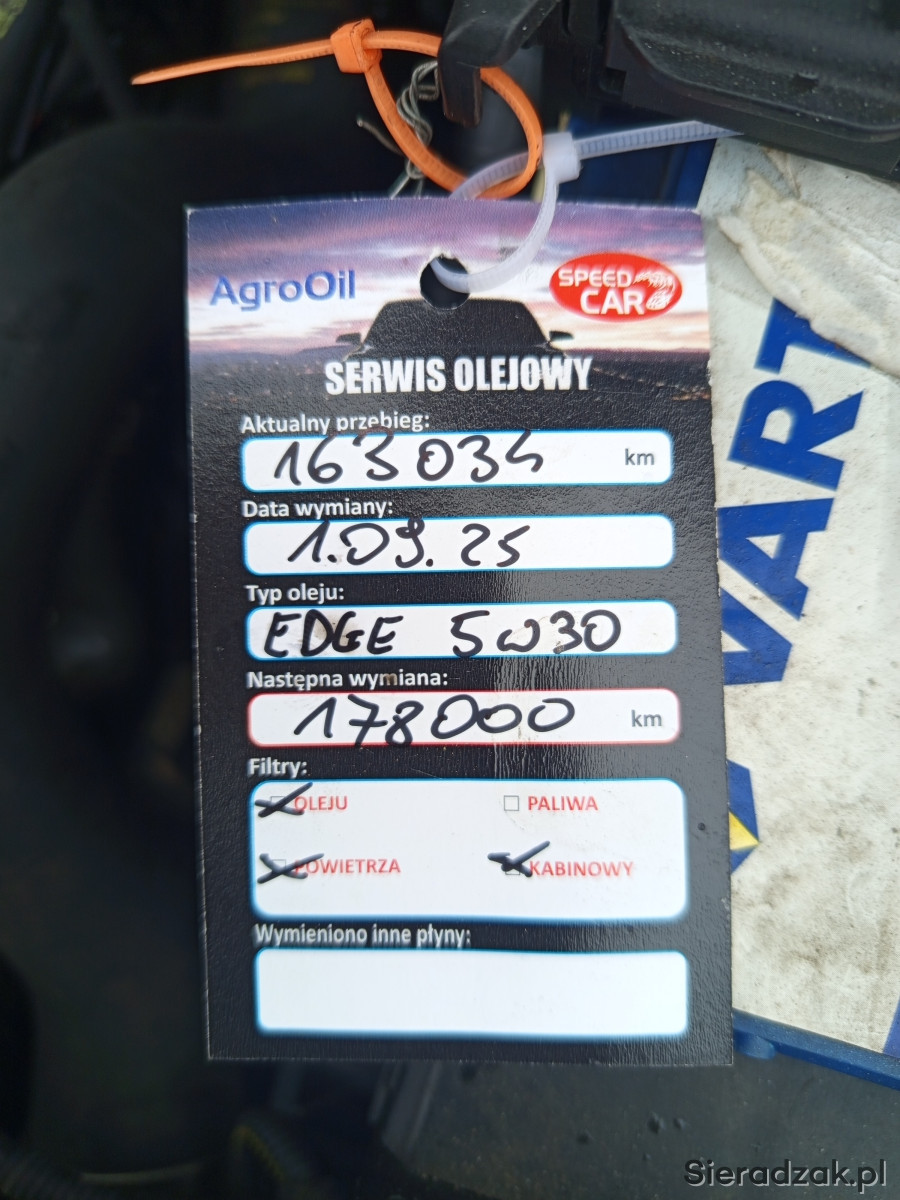 AgroOil
SPEED
CAR
SERWIS OLEJOWY
Aktualny przebieg:
163034 km
Data wymiany:
1.09.25
Typ oleju:
EDGE 5W30
Następna wymiana:
178000 km
Filtry:
OLEJU PALIWA
POWIETRZA KABINOWY
Wymieniono inne płyny:
VART
Sieradzak.pl